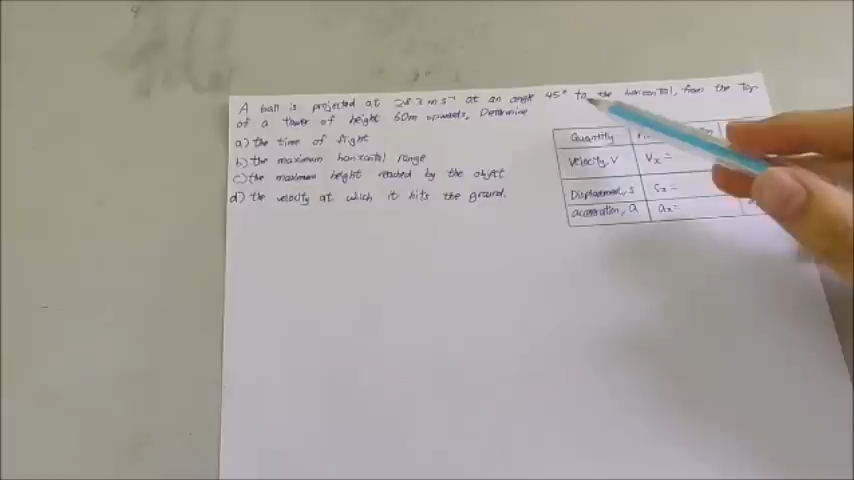 A ball is projected at 28.3 ms⁻¹ at an angle 45° to the horizontal, from the top
of a tower of height 60m upwards. Determine
a) the time of flight
b) the maximum horizontal range
c) the maximum height reached by the object
d) the velocity at which it hits the ground.
Quantity
Velocity, V Vx =
Displacement, s Sx =
acceleration, a ax =